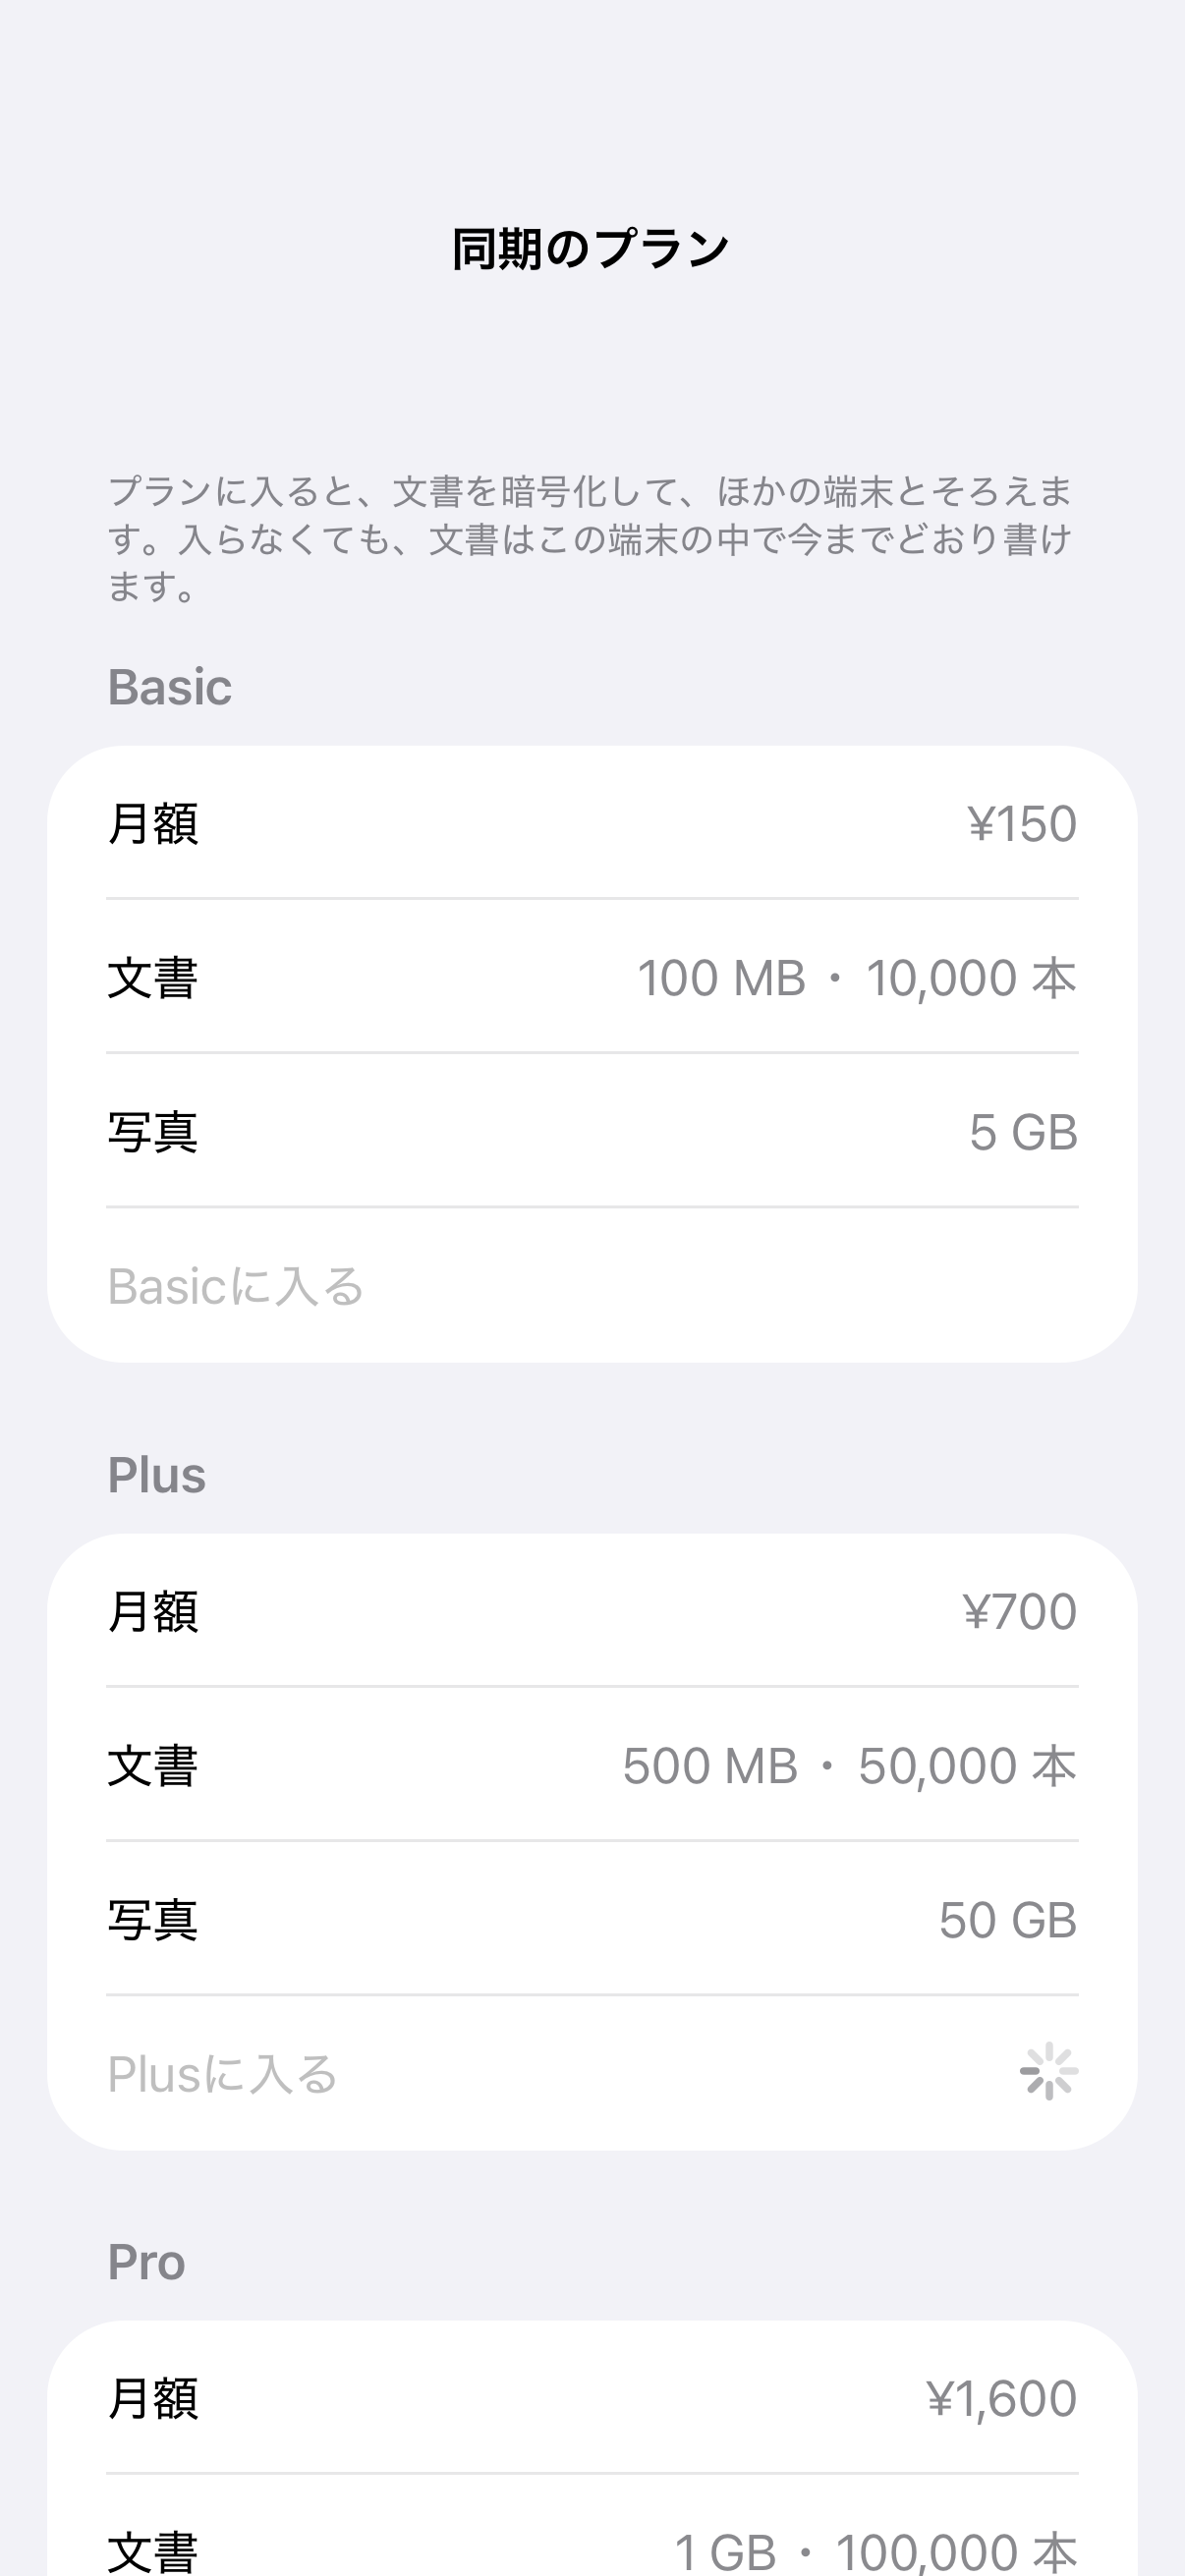 同期のプラン
プランに入ると、文書を暗号化して、ほかの端末とそろえま
す。入らなくても、文書はこの端末の中で今までどおり書け
ます。
Basic
月額 ¥150
文書 100 MB・10,000 本
写真 5 GB
Basicに入る
Plus
月額 ¥700
文書 500 MB・50,000 本
写真 50 GB
Plusに入る
Pro
月額 ¥1,600
文書 1 GB・100,000 本